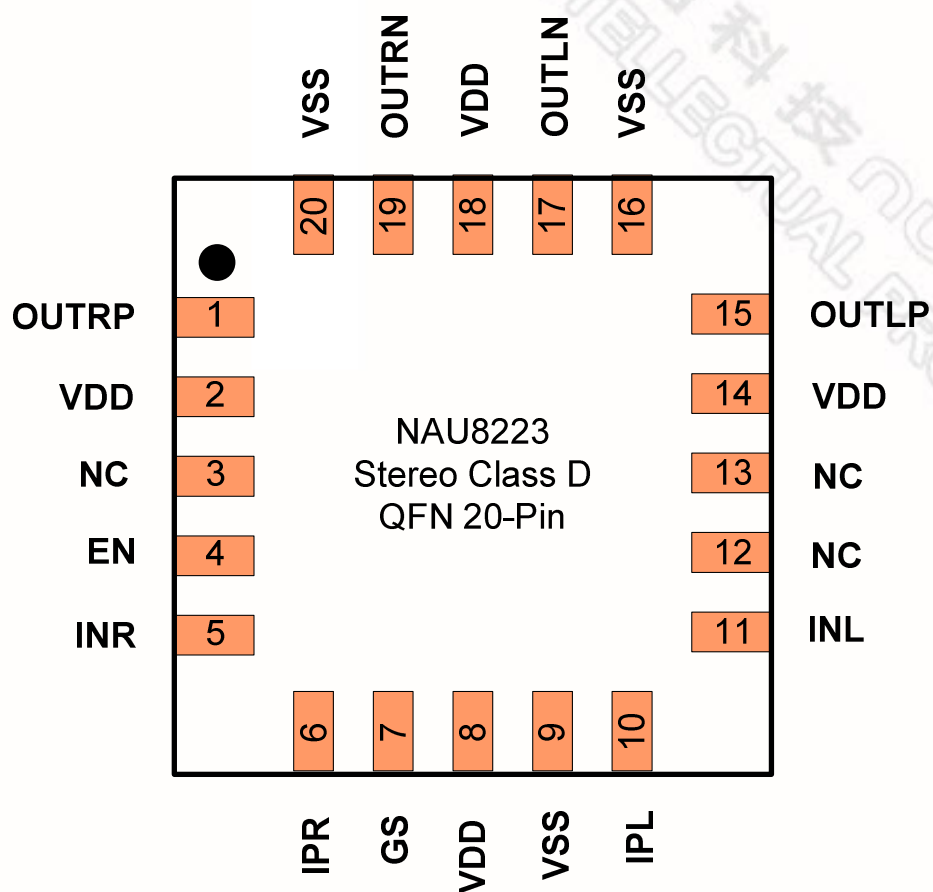 VSS
OUTRN
VDD
OUTLN
VSS
20
19
18
17
16
OUTRP 1
15 OUTLP
VDD 2
14 VDD
NAU8223
Stereo Class D
QFN 20-Pin
NC 3
13 NC
EN 4
12 NC
INR 5
11 INL
6
7
8
9
10
IPR
GS
VDD
VSS
IPL
科技